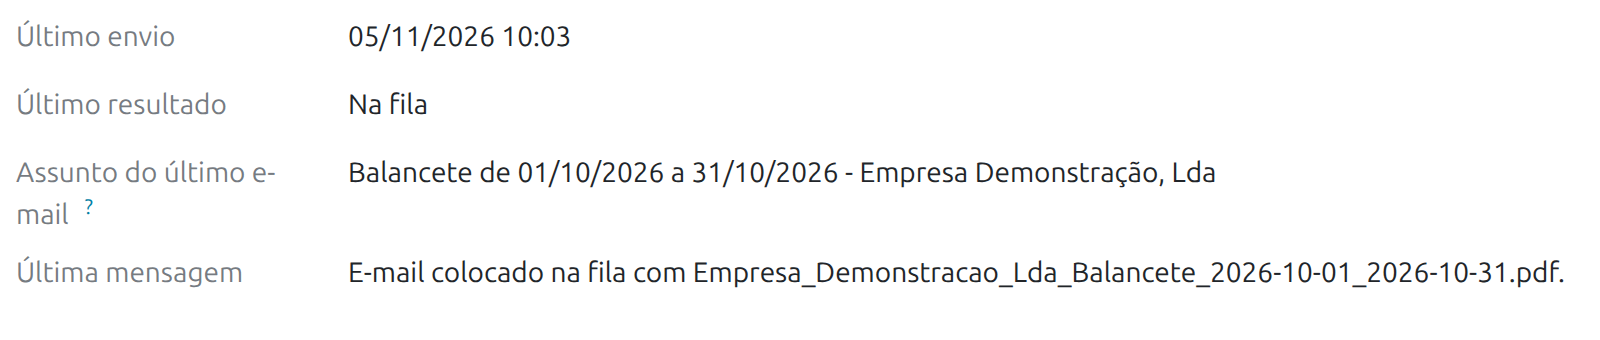 Último envio 05/11/2026 10:03
Último resultado Na fila
Assunto do último e- Balancete de 01/10/2026 a 31/10/2026 - Empresa Demonstração, Lda
mail ?
Última mensagem E-mail colocado na fila com Empresa_Demonstracao_Lda_Balancete_2026-10-01_2026-10-31.pdf.